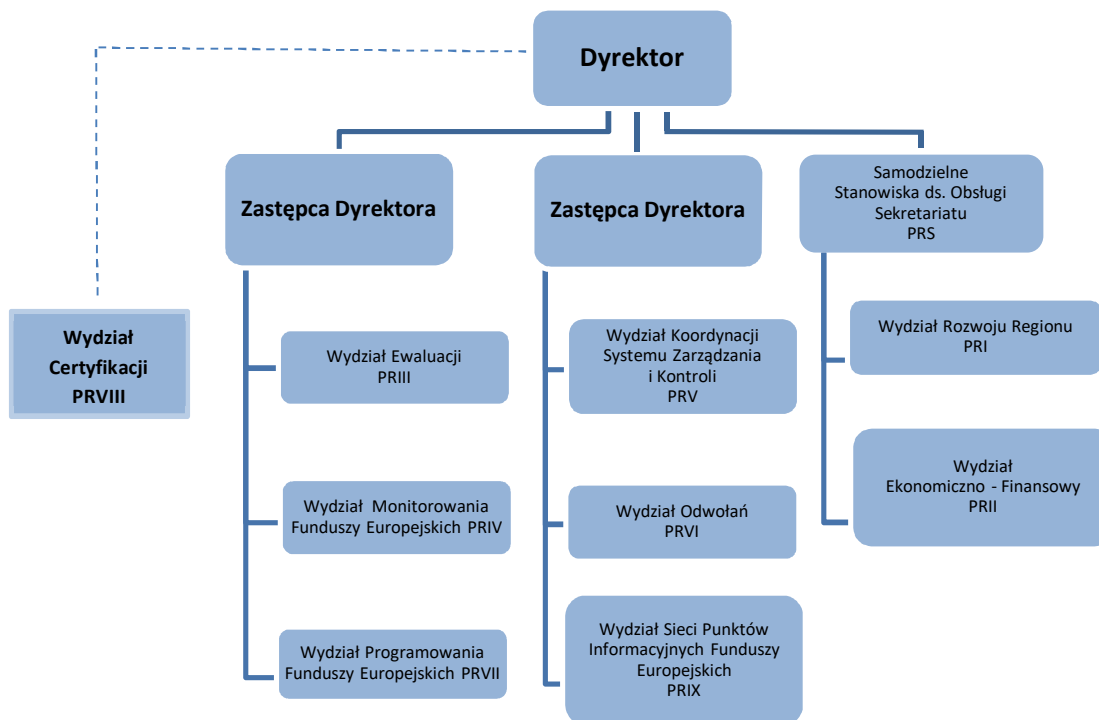 Dyrektor
Zastępca Dyrektora
Zastępca Dyrektora
Samodzielne
Stanowiska ds. Obsługi
Sekretariatu
PRS
Wydział
Certyfikacji
PRVIII
Wydział Ewaluacji
PRIII
Wydział Koordynacji
Systemu Zarządzania
i Kontroli
PRV
Wydział Rozwoju Regionu
PRI
Wydział Monitorowania
Funduszy Europejskich PRIV
Wydział Odwołań
PRVI
Wydział
Ekonomiczno - Finansowy
PRII
Wydział Programowania
Funduszy Europejskich PRVII
Wydział Sieci Punktów
Informacyjnych Funduszy
Europejskich
PRIX